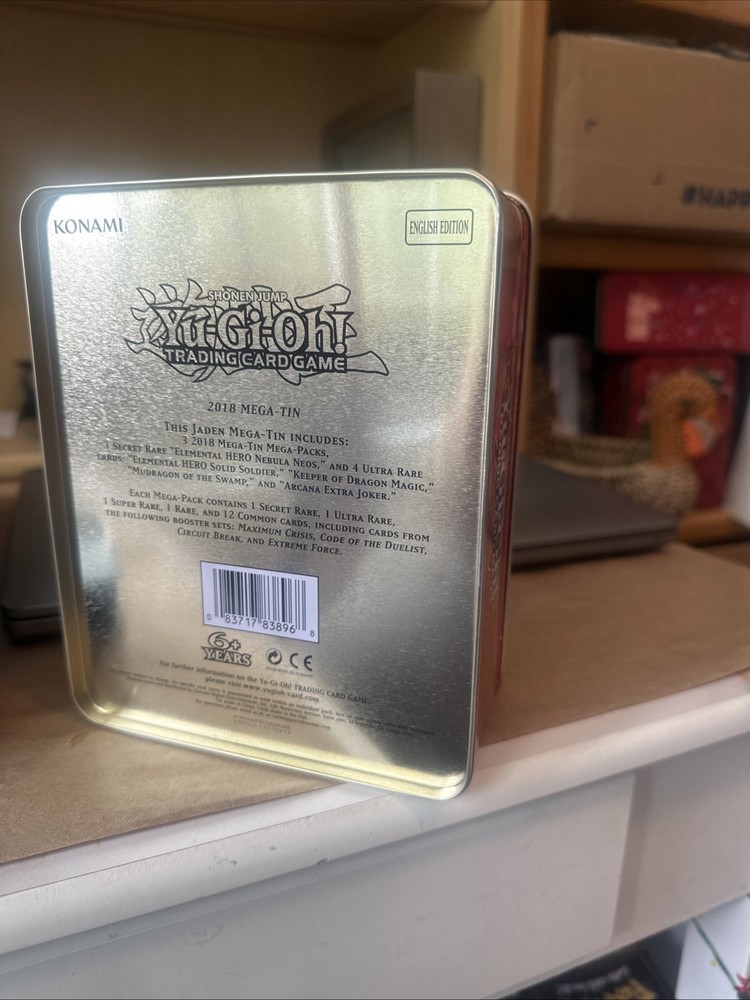 KONAMI
ENGLISH EDITION
SHONEN JUMP
Yu-Gi-Oh!
TRADING CARD GAME
2018 MEGA-TIN
THIS JADEN MEGA-TIN INCLUDES:
3 2018 MEGA-TIN MEGA-PACKS,
1 SECRET RARE "ELEMENTAL HERO NEBULA NEOS," AND 4 ULTRA RARE
CARDS: "ELEMENTAL HERO SOLID SOLDIER," "KEEPER OF DRAGON MAGIC,"
"MUDRAGON OF THE SWAMP," AND "ARCANA EXTRA JOKER."
EACH MEGA-PACK CONTAINS 1 SECRET RARE, 1 ULTRA RARE,
1 SUPER RARE, 1 RARE, AND 12 COMMON CARDS, INCLUDING CARDS FROM
THE FOLLOWING BOOSTER SETS: MAXIMUM CRISIS, CODE OF THE DUELIST,
CIRCUIT BREAK, AND EXTREME FORCE.
0 83717 83896 8
6+
YEARS
CE
For further information on the Yu-Gi-Oh! TRADING CARD GAME
please visit www.yugioh-card.com